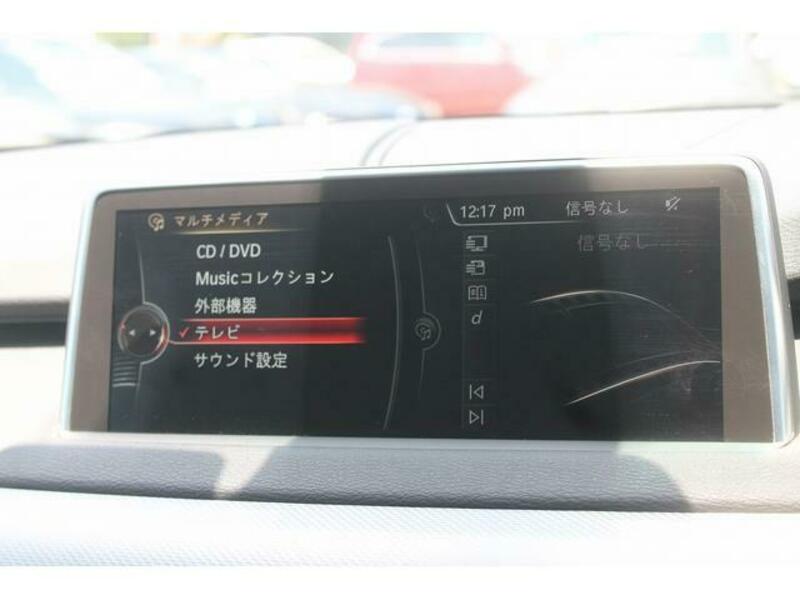 マルチメディア
12:17 pm 信号なし
CD / DVD
信号なし
Musicコレクション
外部機器
d
テレビ
サウンド設定